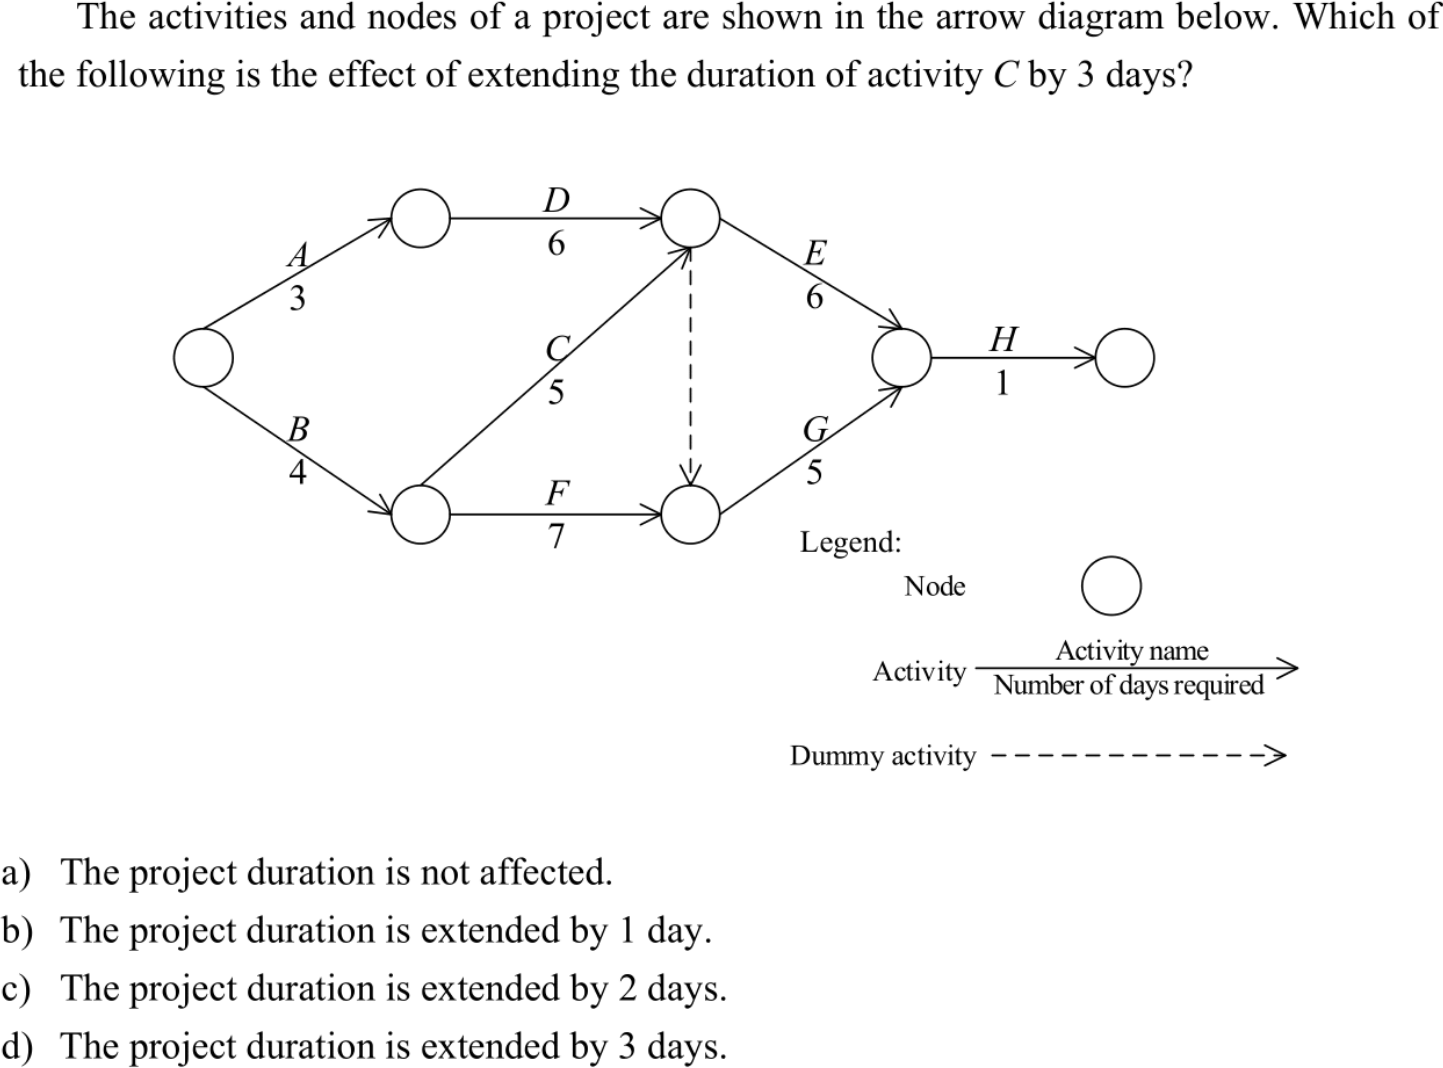 The activities and nodes of a project are shown in the arrow diagram below. Which of
the following is the effect of extending the duration of activity C by 3 days?
D
6
A
3
E
6
C
5
H
1
B
4
G
5
F
7
Legend:
Node
Activity
Activity name
Number of days required
Dummy activity
a) The project duration is not affected.
b) The project duration is extended by 1 day.
c) The project duration is extended by 2 days.
d) The project duration is extended by 3 days.